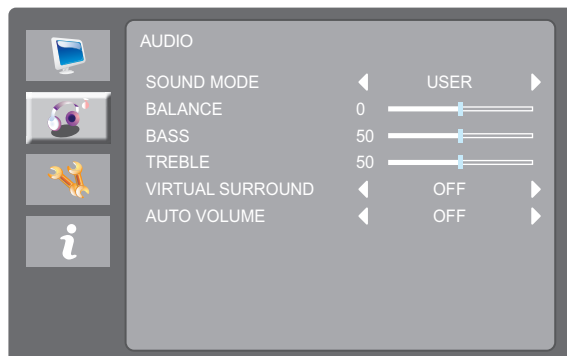 AUDIO
SOUND MODE USER
BALANCE 0
BASS 50
TREBLE 50
VIRTUAL SURROUND OFF
AUTO VOLUME OFF
i